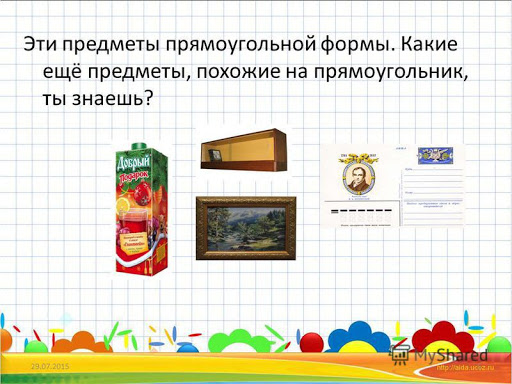 Эти предметы прямоугольной формы. Какие
ещё предметы, похожие на прямоугольник,
ты знаешь?
Добрый
Подарок
29.07.2015
MyShared
http://aida.ucoz.ru